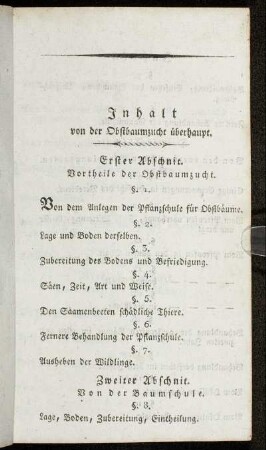 Inhalt
von der Obstbaumzucht überhaupt.
Erster Abschnit.
Vortheile der Obstbaumzucht.
§. 1.
Von dem Anlegen der Pflanzschule für Obstbäume.
§. 2.
Lage und Boden derselben.
§. 3.
Zubereitung des Bodens und Befriedigung.
§. 4.
Säen, Zeit, Art und Weise.
§. 5.
Den Saamenbeeten schädliche Thiere.
§. 6.
Fernere Behandlung der Pflanzschule.
§. 7.
Ausheben der Wildlinge.
Zweiter Abschnit.
Von der Baumschule.
§. 8.
Lage, Boden, Zubereitung, Eintheilung.